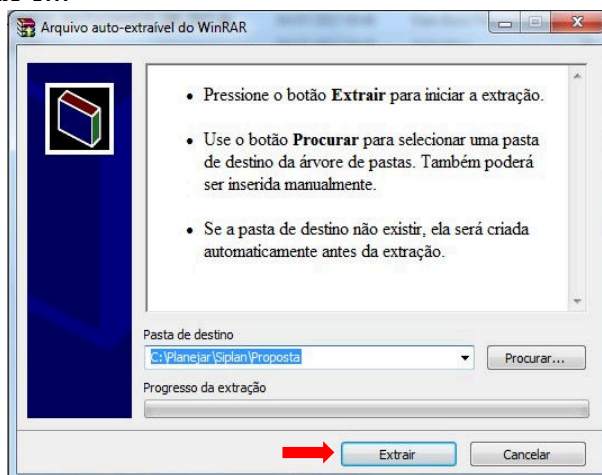 Arquivo auto-extraível do WinRAR
• Pressione o botão Extrair para iniciar a extração.
• Use o botão Procurar para selecionar uma pasta
de destino da árvore de pastas. Também poderá
ser inserida manualmente.
• Se a pasta de destino não existir, ela será criada
automaticamente antes da extração.
Pasta de destino
C:\Planejar\Siplan\Proposta
Procurar...
Progresso da extração
Extrair
Cancelar